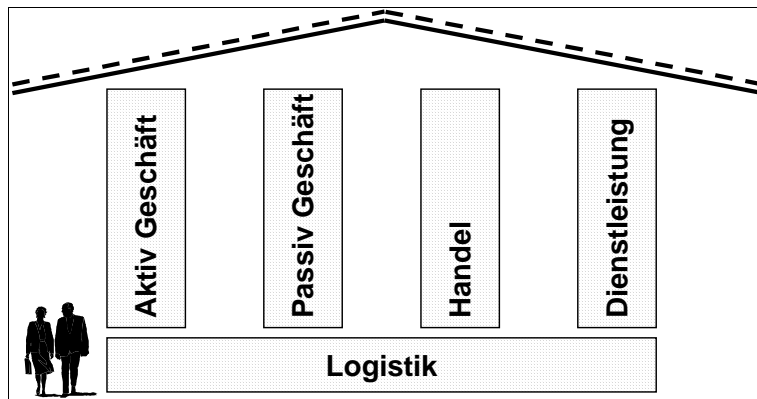 Aktiv Geschäft
Passiv Geschäft
Handel
Dienstleistung
Logistik